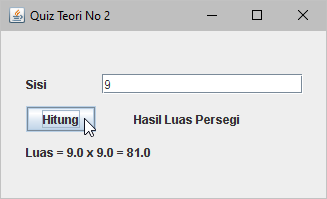 Quiz Teori No 2
Sisi 9
Hitung Hasil Luas Persegi
Luas = 9.0 x 9.0 = 81.0